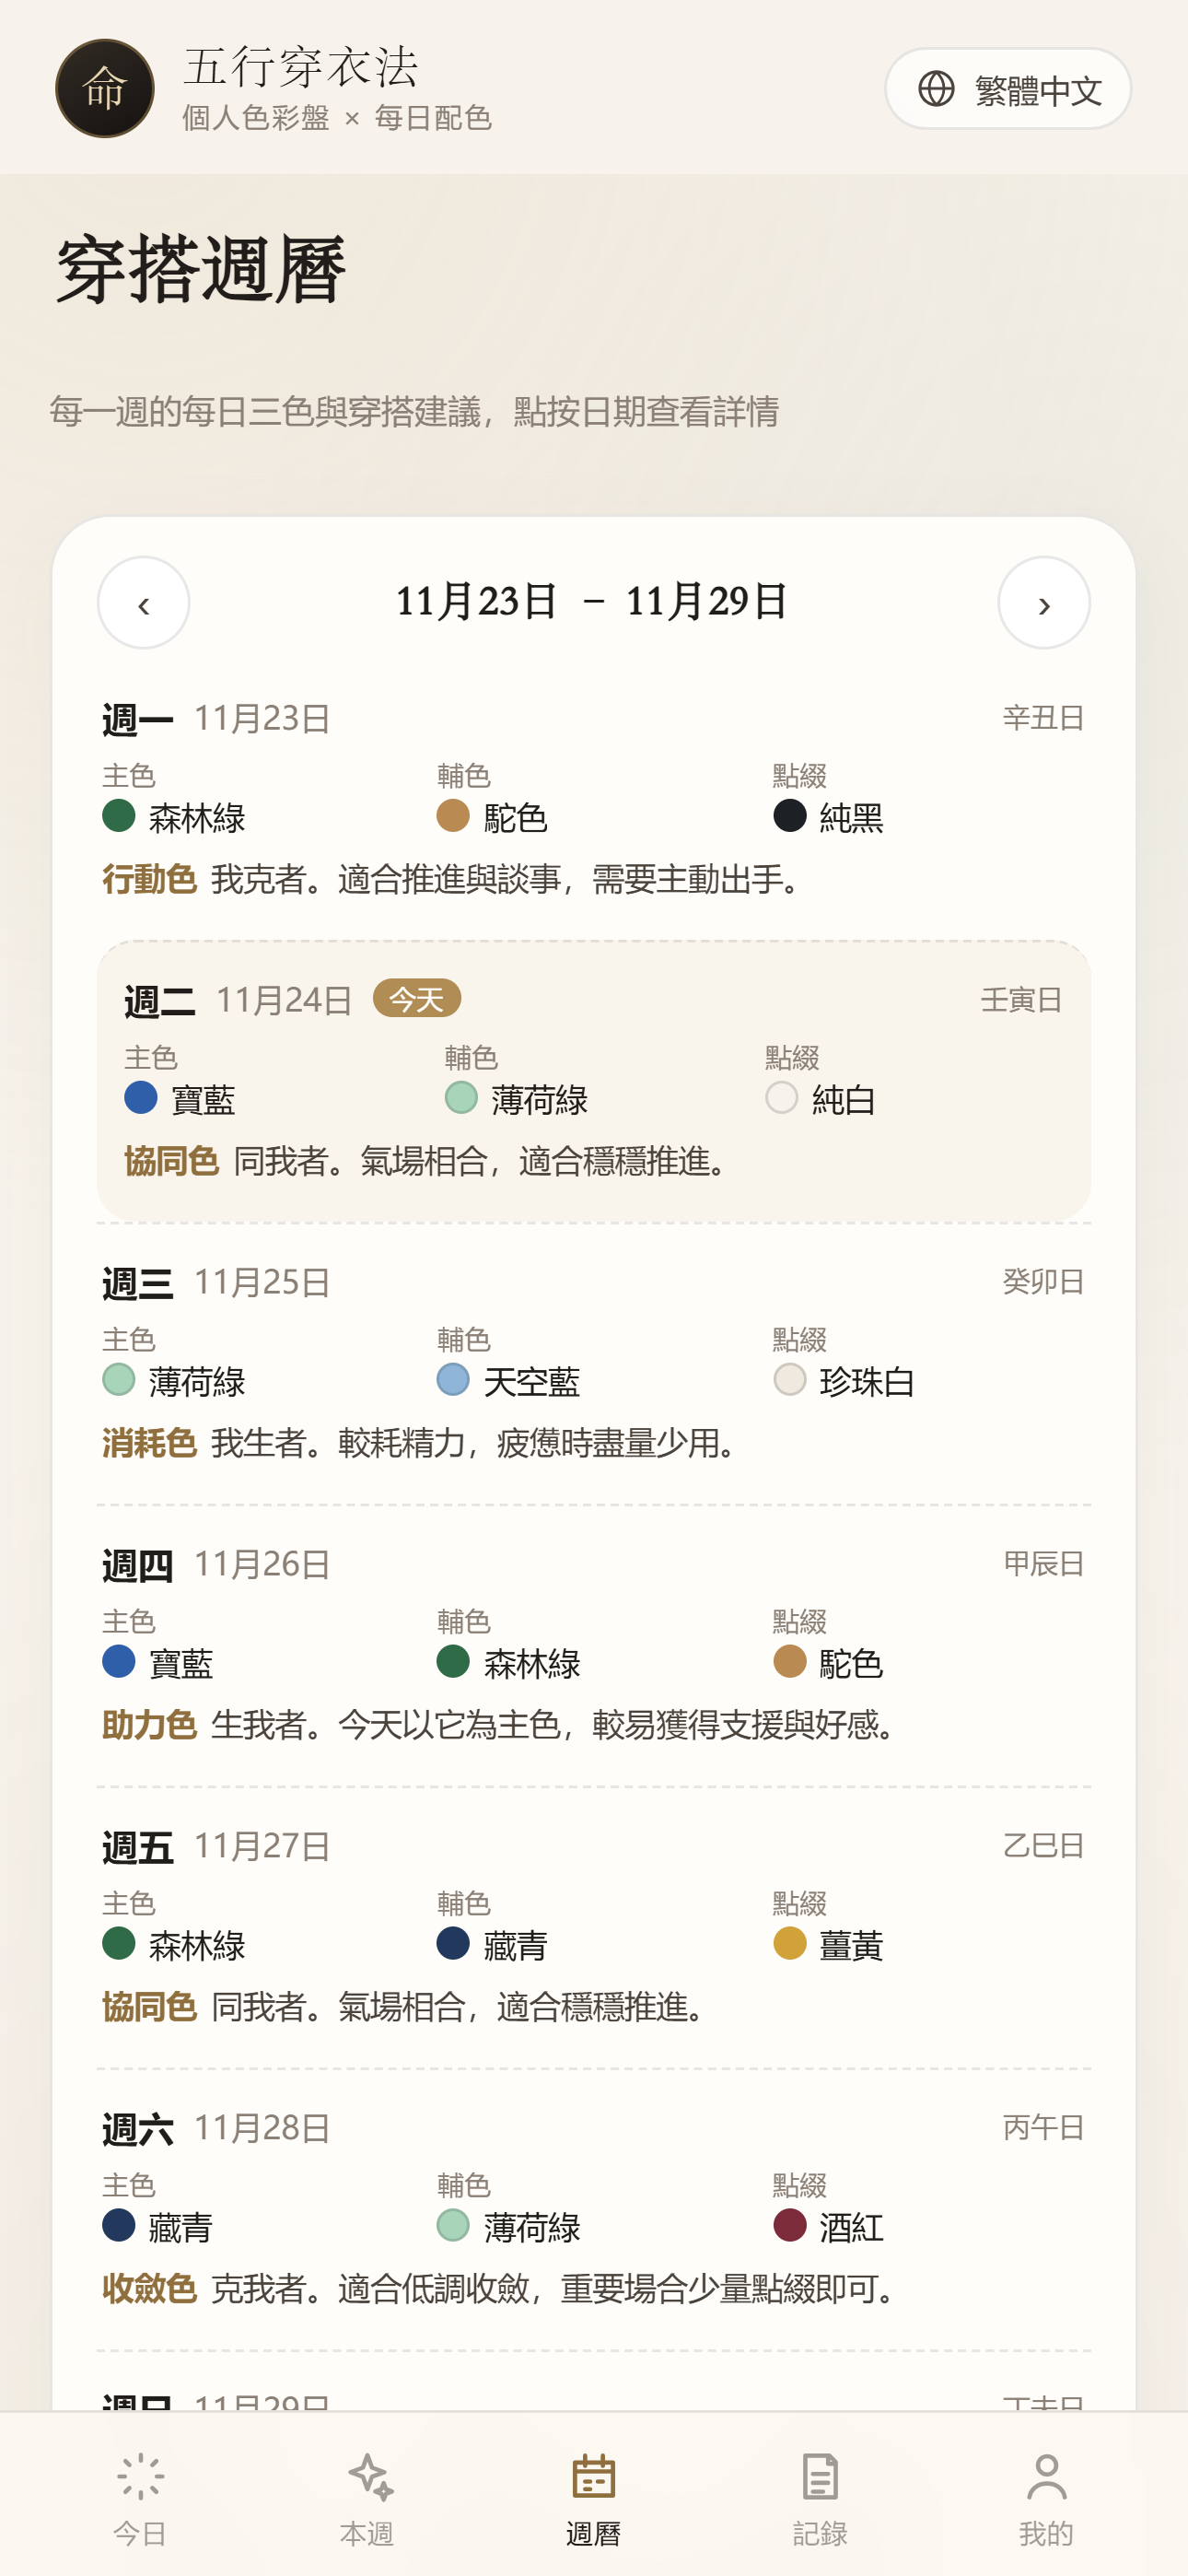 命
五行穿衣法
個人色彩盤 × 每日配色
繁體中文
穿搭週曆
每一週的每日三色與穿搭建議，點按日期查看詳情
‹ 11月23日 – 11月29日 ›
週一 11月23日 辛丑日
主色 輔色 點綴
森林綠 駝色 純黑
行動色 我克者。適合推進與談事，需要主動出手。
週二 11月24日 今天 壬寅日
主色 輔色 點綴
寶藍 薄荷綠 純白
協同色 同我者。氣場相合，適合穩穩推進。
週三 11月25日 癸卯日
主色 輔色 點綴
薄荷綠 天空藍 珍珠白
消耗色 我生者。較耗精力，疲憊時盡量少用。
週四 11月26日 甲辰日
主色 輔色 點綴
寶藍 森林綠 駝色
助力色 生我者。今天以它為主色，較易獲得支援與好感。
週五 11月27日 乙巳日
主色 輔色 點綴
森林綠 藏青 薑黃
協同色 同我者。氣場相合，適合穩穩推進。
週六 11月28日 丙午日
主色 輔色 點綴
藏青 薄荷綠 酒紅
收斂色 克我者。適合低調收斂，重要場合少量點綴即可。
週日 11月29日 丁未日
今日 本週 週曆 記錄 我的